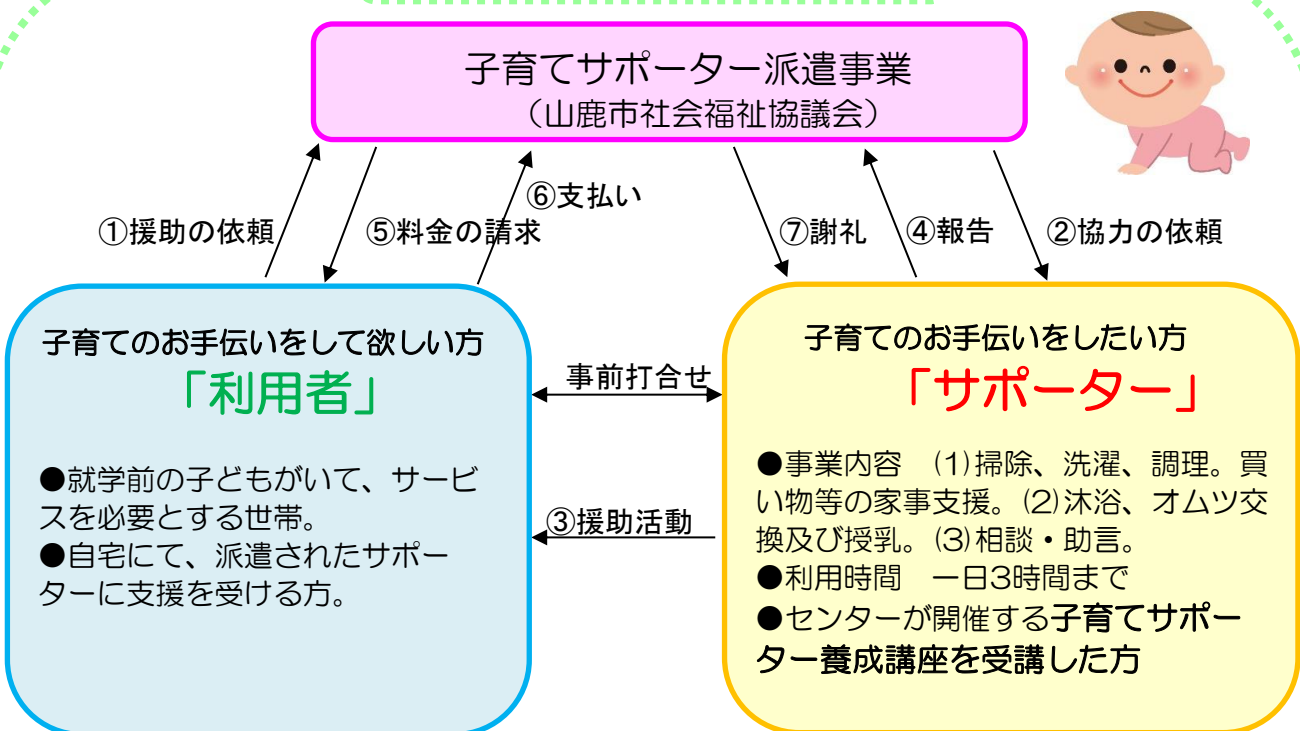 子育てサポーター派遣事業
（山鹿市社会福祉協議会）
⑥支払い
①援助の依頼
⑤料金の請求
⑦謝礼
④報告
②協力の依頼
子育てのお手伝いをして欲しい方
「利用者」
●就学前の子どもがいて、サービ
スを必要とする世帯。
●自宅にて、派遣されたサポー
ターに支援を受ける方。
事前打合せ
③援助活動
子育てのお手伝いをしたい方
「サポーター」
●事業内容　(1)掃除、洗濯、調理。買
い物等の家事支援。(2)沐浴、オムツ交
換及び授乳。(3)相談・助言。
●利用時間　一日3時間まで
●センターが開催する子育てサポー
ター養成講座を受講した方